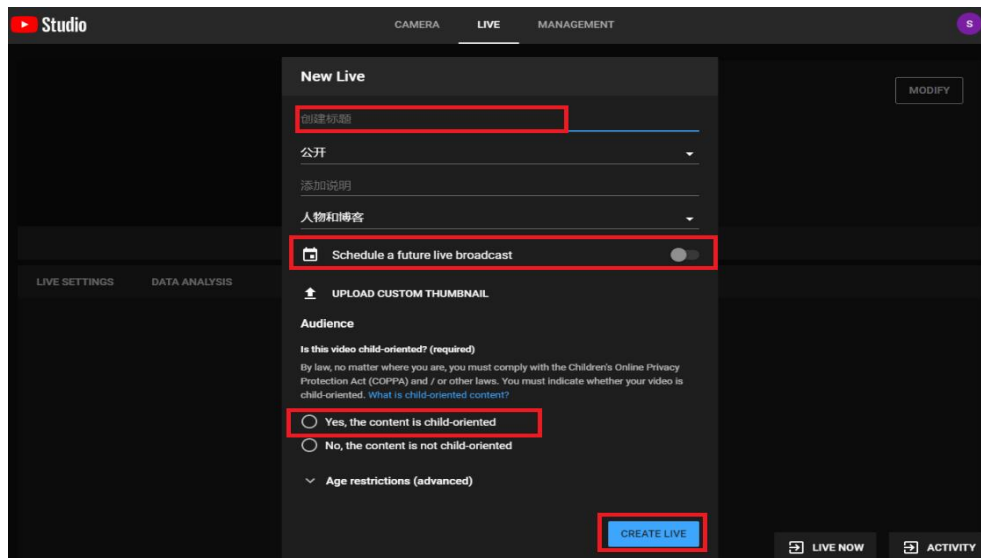 Studio
CAMERA LIVE MANAGEMENT
S
New Live
MODIFY
创建标题
公开
添加说明
人物和博客
Schedule a future live broadcast
LIVE SETTINGS DATA ANALYSIS
UPLOAD CUSTOM THUMBNAIL
Audience
Is this video child-oriented? (required)
By law, no matter where you are, you must comply with the Children's Online Privacy
Protection Act (COPPA) and / or other laws. You must indicate whether your video is
child-oriented. What is child-oriented content?
Yes, the content is child-oriented
No, the content is not child-oriented
Age restrictions (advanced)
CREATE LIVE
LIVE NOW ACTIVITY